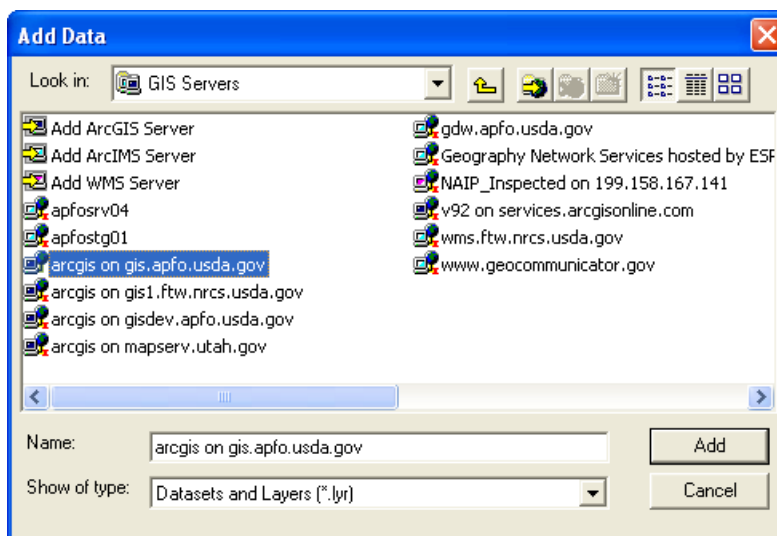 Add Data
Look in:
GIS Servers
Add ArcGIS Server
Add ArcIMS Server
Add WMS Server
apfosrv04
apfostg01
arcgis on gis.apfo.usda.gov
arcgis on gis1.ftw.nrcs.usda.gov
arcgis on gisdev.apfo.usda.gov
arcgis on mapserv.utah.gov
gdw.apfo.usda.gov
Geography Network Services hosted by ESR
NAIP_Inspected on 199.158.167.141
v92 on services.arcgisonline.com
wms.ftw.nrcs.usda.gov
www.geocommunicator.gov
Name:
arcgis on gis.apfo.usda.gov
Add
Show of type:
Datasets and Layers (*.lyr)
Cancel